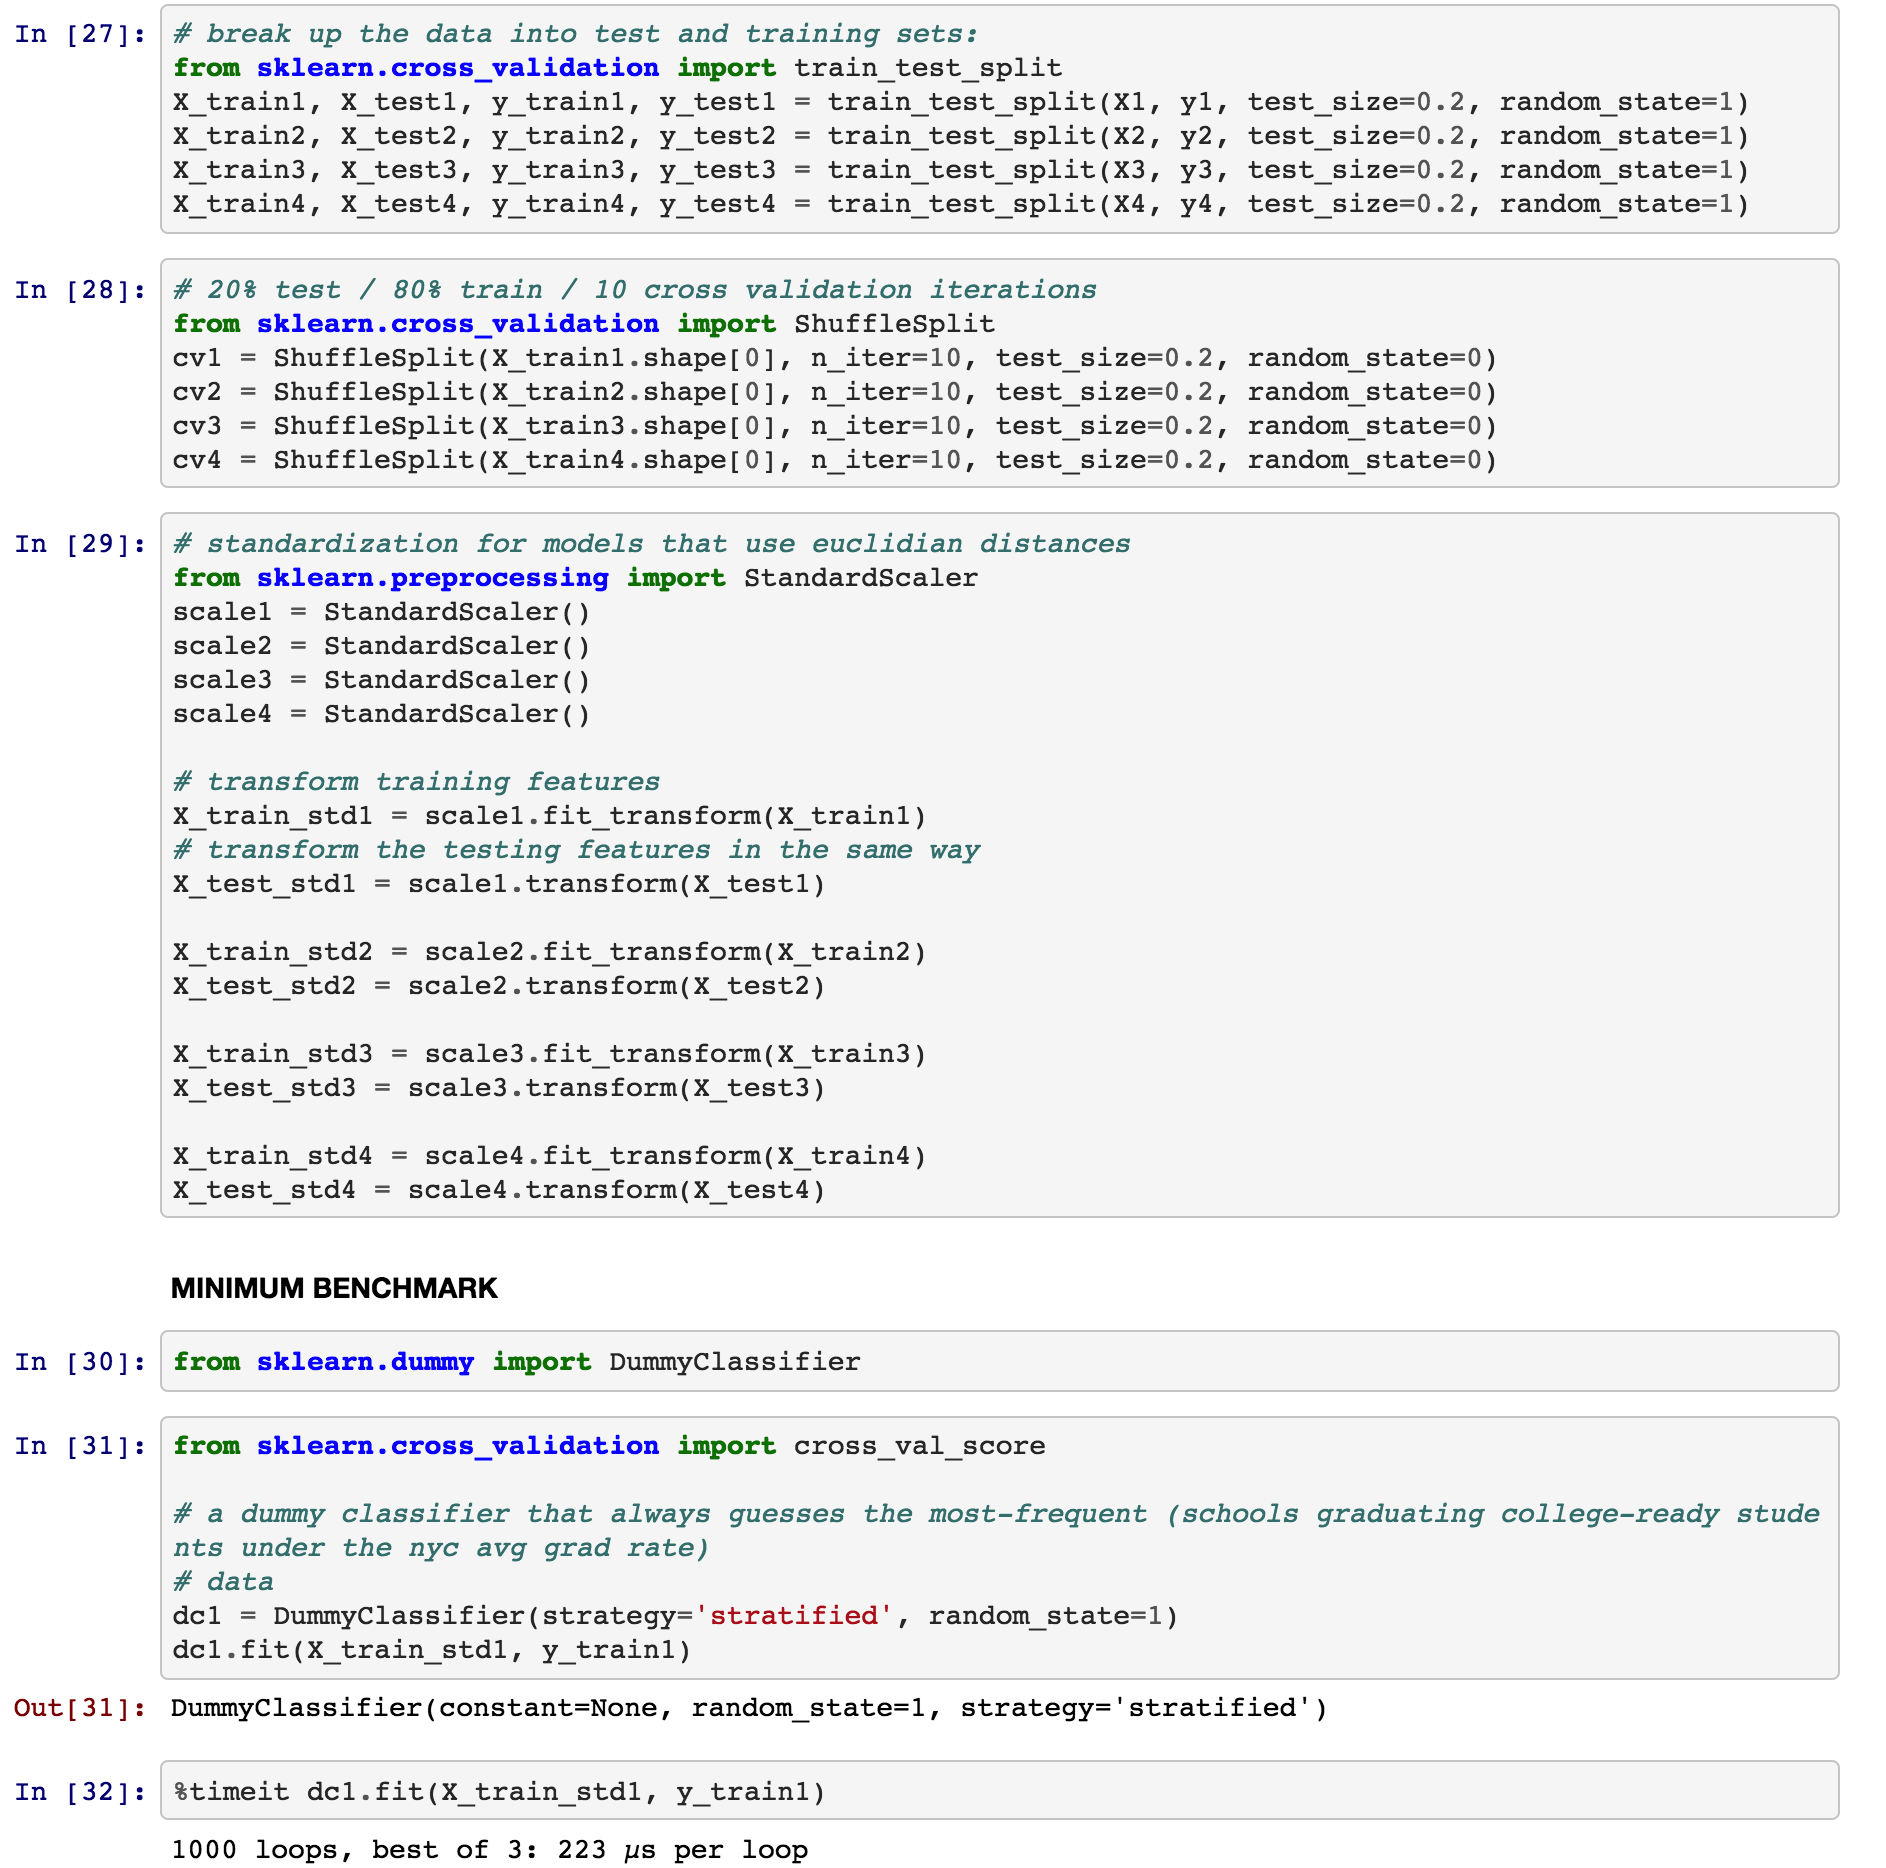 In [27]: # break up the data into test and training sets:
from sklearn.cross_validation import train_test_split
X_train1, X_test1, y_train1, y_test1 = train_test_split(X1, y1, test_size=0.2, random_state=1)
X_train2, X_test2, y_train2, y_test2 = train_test_split(X2, y2, test_size=0.2, random_state=1)
X_train3, X_test3, y_train3, y_test3 = train_test_split(X3, y3, test_size=0.2, random_state=1)
X_train4, X_test4, y_train4, y_test4 = train_test_split(X4, y4, test_size=0.2, random_state=1)
In [28]: # 20% test / 80% train / 10 cross validation iterations
from sklearn.cross_validation import ShuffleSplit
cv1 = ShuffleSplit(X_train1.shape[0], n_iter=10, test_size=0.2, random_state=0)
cv2 = ShuffleSplit(X_train2.shape[0], n_iter=10, test_size=0.2, random_state=0)
cv3 = ShuffleSplit(X_train3.shape[0], n_iter=10, test_size=0.2, random_state=0)
cv4 = ShuffleSplit(X_train4.shape[0], n_iter=10, test_size=0.2, random_state=0)
In [29]: # standardization for models that use euclidian distances
from sklearn.preprocessing import StandardScaler
scale1 = StandardScaler()
scale2 = StandardScaler()
scale3 = StandardScaler()
scale4 = StandardScaler()
# transform training features
X_train_std1 = scale1.fit_transform(X_train1)
# transform the testing features in the same way
X_test_std1 = scale1.transform(X_test1)
X_train_std2 = scale2.fit_transform(X_train2)
X_test_std2 = scale2.transform(X_test2)
X_train_std3 = scale3.fit_transform(X_train3)
X_test_std3 = scale3.transform(X_test3)
X_train_std4 = scale4.fit_transform(X_train4)
X_test_std4 = scale4.transform(X_test4)
MINIMUM BENCHMARK
In [30]: from sklearn.dummy import DummyClassifier
In [31]: from sklearn.cross_validation import cross_val_score
# a dummy classifier that always guesses the most-frequent (schools graduating college-ready stude
nts under the nyc avg grad rate)
# data
dc1 = DummyClassifier(strategy='stratified', random_state=1)
dc1.fit(X_train_std1, y_train1)
Out[31]: DummyClassifier(constant=None, random_state=1, strategy='stratified')
In [32]: %timeit dc1.fit(X_train_std1, y_train1)
1000 loops, best of 3: 223 µs per loop